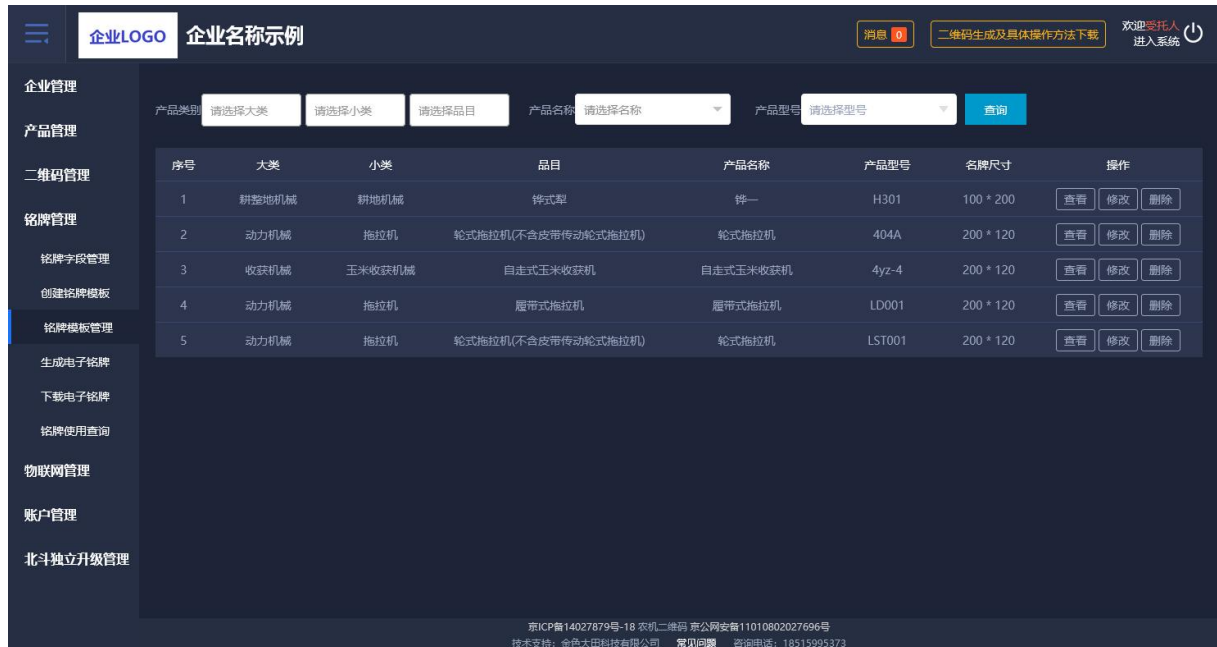 企业LOGO 企业名称示例 消息 0 二维码生成及具体操作方法下载 欢迎受托人
进入系统
企业管理
产品类别 请选择大类 请选择小类 请选择品目 产品名称 请选择名称 产品型号 请选择型号 查询
产品管理
序号 大类 小类 品目 产品名称 产品型号 名牌尺寸 操作
二维码管理
1 耕整地机械 耕地机械 铧式犁 铧一 H301 100 * 200 查看 修改 删除
铭牌管理
2 动力机械 拖拉机 轮式拖拉机(不含皮带传动轮式拖拉机) 轮式拖拉机 404A 200 * 120 查看 修改 删除
铭牌字段管理
3 收获机械 玉米收获机械 自走式玉米收获机 自走式玉米收获机 4yz-4 200 * 120 查看 修改 删除
创建铭牌模板
4 动力机械 拖拉机 履带式拖拉机 履带式拖拉机 LD001 200 * 120 查看 修改 删除
铭牌模板管理
5 动力机械 拖拉机 轮式拖拉机(不含皮带传动轮式拖拉机) 轮式拖拉机 LST001 200 * 120 查看 修改 删除
生成电子铭牌
下载电子铭牌
铭牌使用查询
物联网管理
账户管理
北斗独立升级管理
京ICP备14027879号-18 农机二维码 京公网安备11010802027696号
技术支持：金色大田科技有限公司 常见问题 咨询电话：18515995373